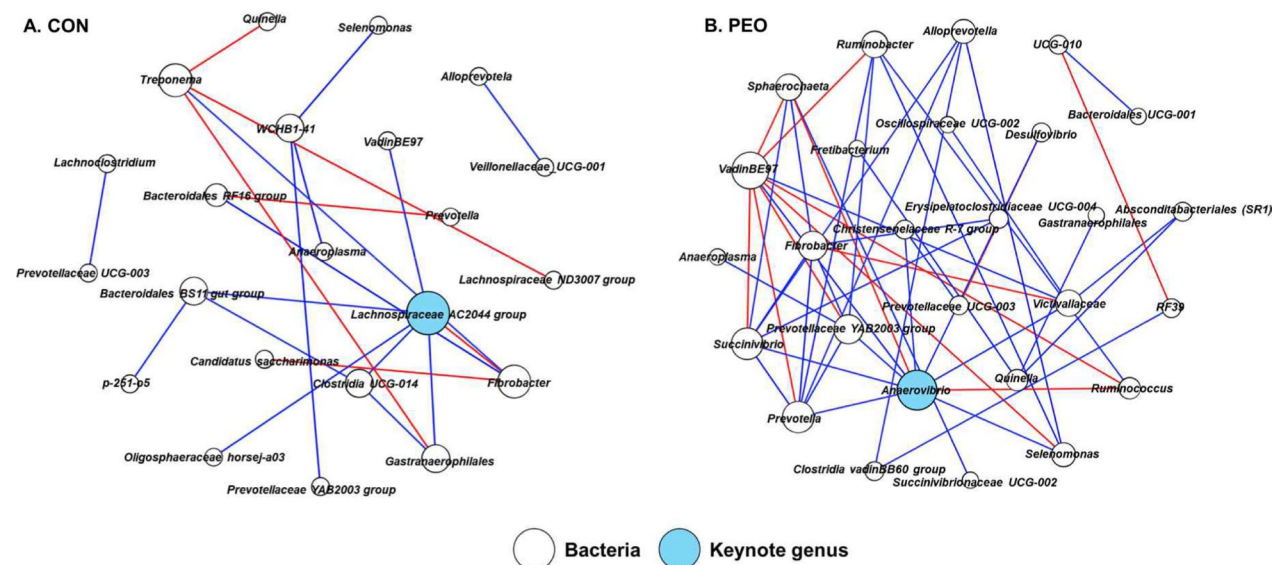 A. CON
Quinella
Selenomonas
Treponema
Alloprevotela
WCHB1-41
VadinBE97
Lachnoclostridium
Veillonellaceae_UCG-001
Bacteroidales RF16 group
Prevotella
Anaeroplasma
Prevotellaceae UCG-003
Lachnospiraceae ND3007 group
Bacteroidales BS11 gut group
Lachnospiraceae AC2044 group
Candidatus saccharimonas
p-251-o5
Clostridia UCG-014
Fibrobacter
Oligosphaeraceae horsej-a03
Gastranaerophilales
Prevotellaceae YAB2003 group
B. PEO
Alloprevotella
Ruminobacter
UCG-010
Sphaerochaeta
Bacteroidales UCG-001
Oscillospiraceae UCG-002
Desulfovibrio
Fretibacterium
VadinBE97
Erysipelatoclostridiaceae UCG-004
Absconditabacteriales (SR1)
Gastranaerophilales
Christensenelaceae R-7 group
Fibrobacter
Anaeroplasma
Prevotellaceae UCG-003
Victivallaceae
RF39
Prevotellaceae YAB2003 group
Succinivibrio
Quinella
Anaerovibrio
Ruminococcus
Prevotella
Selenomonas
Clostridia vadinBB60 group
Succinivibrionaceae UCG-002
Bacteria
Keynote genus